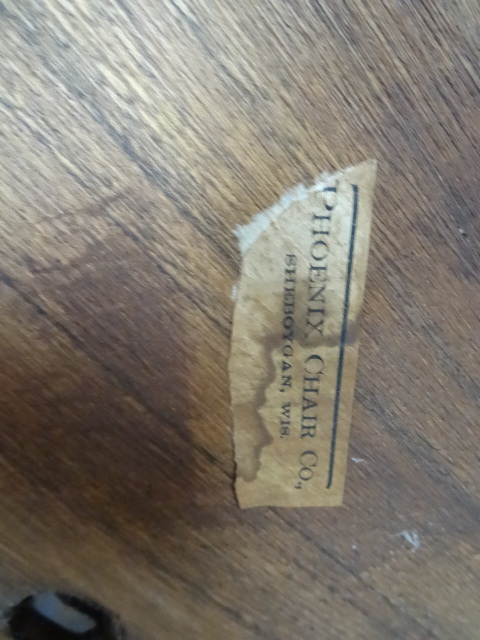 PHOENIX CHAIR CO.,
SHEBOYGAN, WIS.